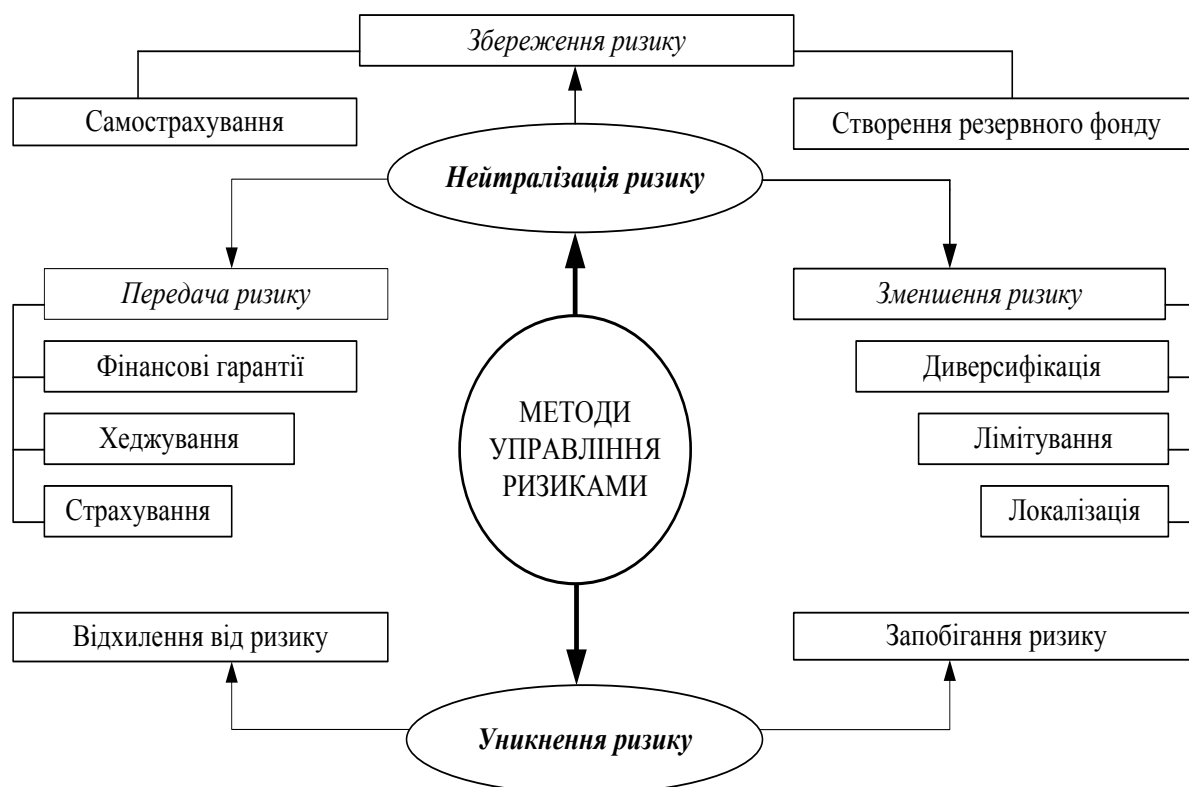 Збереження ризику
Самострахування
Створення резервного фонду
Нейтралізація ризику
Передача ризику
Зменшення ризику
Фінансові гарантії
Диверсифікація
Хеджування
Лімітування
Страхування
Локалізація
МЕТОДИ
УПРАВЛІННЯ
РИЗИКАМИ
Відхилення від ризику
Запобігання ризику
Уникнення ризику